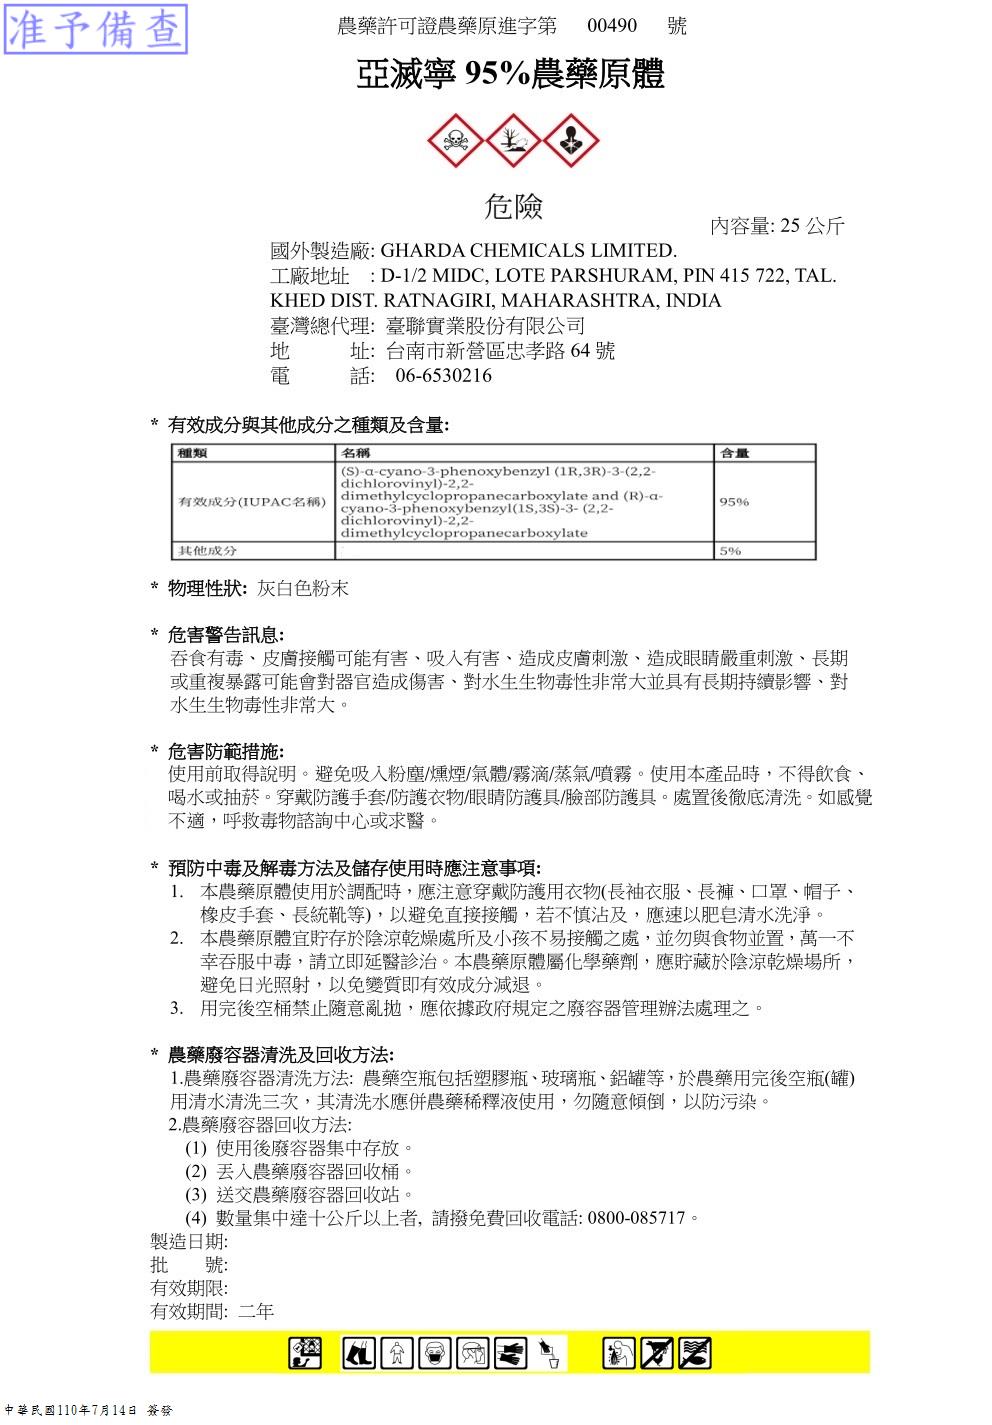 准予備查
農藥許可證農藥原進字第 00490 號
亞滅寧 95%農藥原體
危險
內容量: 25 公斤
國外製造廠: GHARDA CHEMICALS LIMITED.
工廠地址 : D-1/2 MIDC, LOTE PARSHURAM, PIN 415 722, TAL.
KHED DIST. RATNAGIRI, MAHARASHTRA, INDIA
臺灣總代理: 臺聯實業股份有限公司
地 址: 台南市新營區忠孝路 64 號
電 話: 06-6530216
* 有效成分與其他成分之種類及含量:
種類 名稱 含量
(S)-α-cyano-3-phenoxybenzyl (1R,3R)-3-(2,2-
dichlorovinyl)-2,2-
dimethylcyclopropanecarboxylate and (R)-α-
有效成分(IUPAC名稱) cyano-3-phenoxybenzyl(1S,3S)-3- (2,2- 95%
dichlorovinyl)-2,2-
dimethylcyclopropanecarboxylate
其他成分 5%
* 物理性狀: 灰白色粉末
* 危害警告訊息:
吞食有毒、皮膚接觸可能有害、吸入有害、造成皮膚刺激、造成眼睛嚴重刺激、長期
或重複暴露可能會對器官造成傷害、對水生生物毒性非常大並具有長期持續影響、對
水生生物毒性非常大。
* 危害防範措施:
使用前取得說明。避免吸入粉塵/燻煙/氣體/霧滴/蒸氣/噴霧。使用本產品時，不得飲食、
喝水或抽菸。穿戴防護手套/防護衣物/眼睛防護具/臉部防護具。處置後徹底清洗。如感覺
不適，呼救毒物諮詢中心或求醫。
* 預防中毒及解毒方法及儲存使用時應注意事項:
1. 本農藥原體使用於調配時，應注意穿戴防護用衣物(長袖衣服、長褲、口罩、帽子、
橡皮手套、長統靴等)，以避免直接接觸，若不慎沾及，應速以肥皂清水洗淨。
2. 本農藥原體宜貯存於陰涼乾燥處所及小孩不易接觸之處，並勿與食物並置，萬一不
幸吞服中毒，請立即延醫診治。本農藥原體屬化學藥劑，應貯藏於陰涼乾燥場所，
避免日光照射，以免變質即有效成分減退。
3. 用完後空桶禁止隨意亂拋，應依據政府規定之廢容器管理辦法處理之。
* 農藥廢容器清洗及回收方法:
1.農藥廢容器清洗方法: 農藥空瓶包括塑膠瓶、玻璃瓶、鋁罐等，於農藥用完後空瓶(罐)
用清水清洗三次，其清洗水應併農藥稀釋液使用，勿隨意傾倒，以防污染。
2.農藥廢容器回收方法:
(1) 使用後廢容器集中存放。
(2) 丟入農藥廢容器回收桶。
(3) 送交農藥廢容器回收站。
(4) 數量集中達十公斤以上者, 請撥免費回收電話: 0800-085717。
製造日期:
批 號:
有效期限:
有效期間: 二年
中華民國110年7月14日 簽發